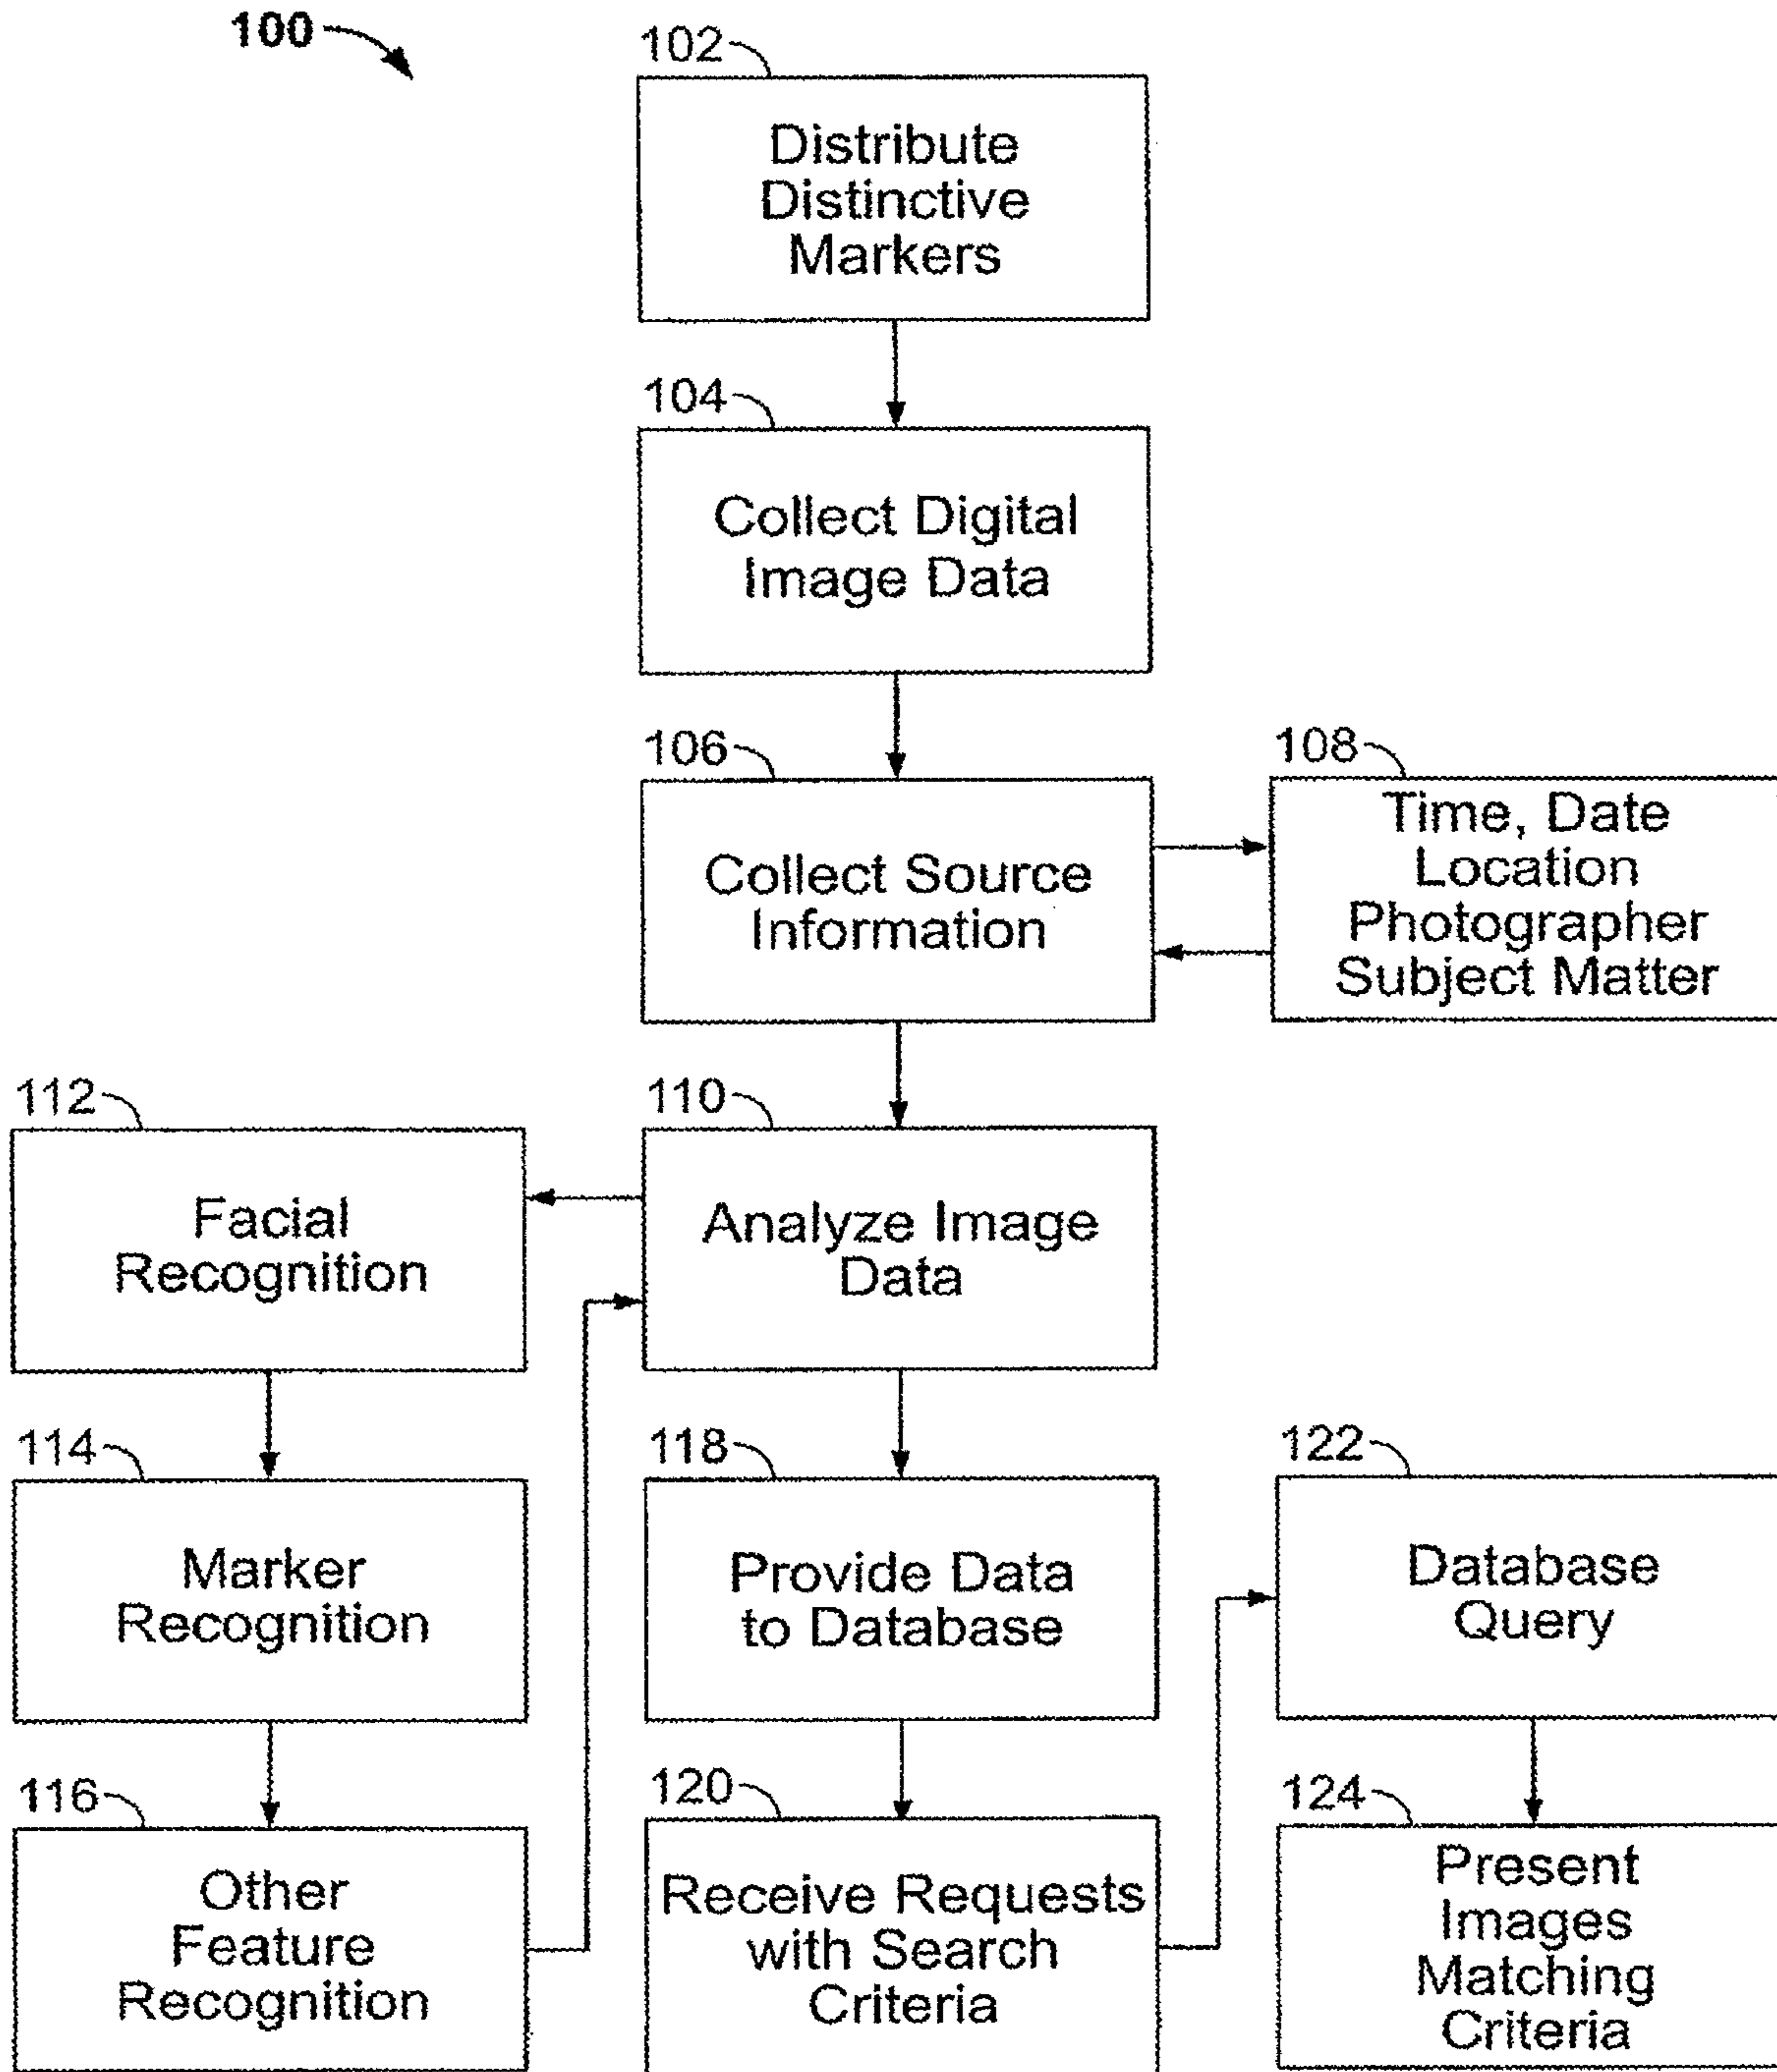 100
102
Distribute
Distinctive
Markers
104
Collect Digital
Image Data
106
Collect Source
Information
108
Time, Date
Location
Photographer
Subject Matter
110
Analyze Image
Data
112
Facial
Recognition
114
Marker
Recognition
116
Other
Feature
Recognition
118
Provide Data
to Database
120
Receive Requests
with Search
Criteria
122
Database
Query
124
Present
Images
Matching
Criteria